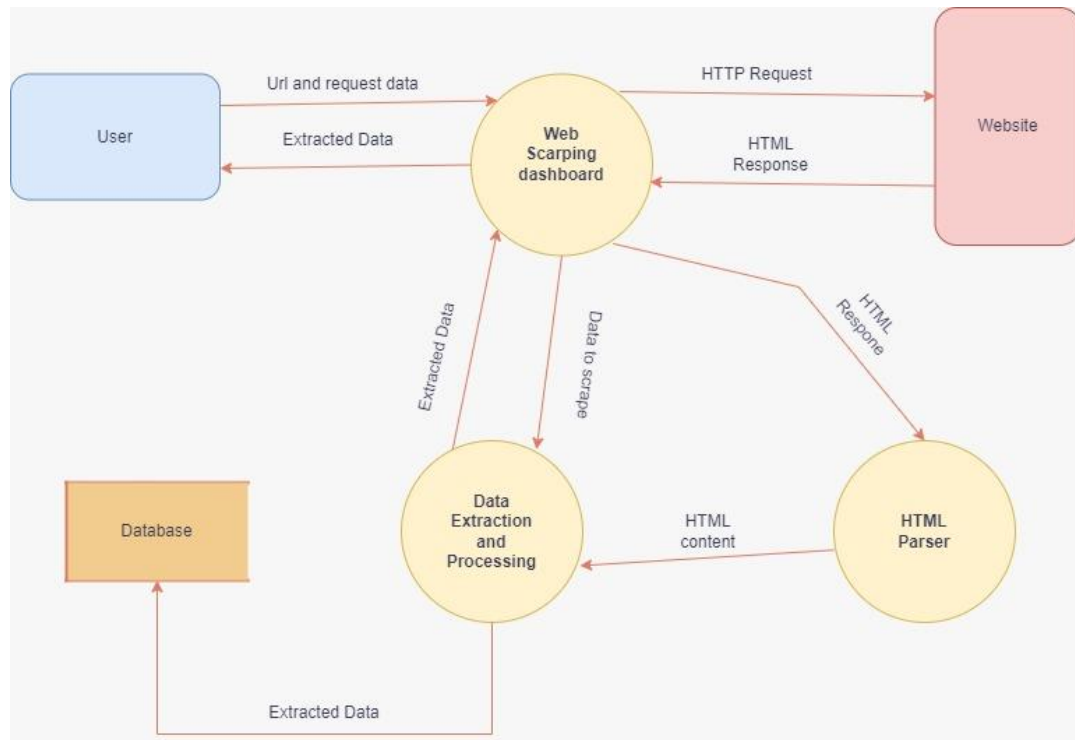 Url and request data
HTTP Request
User
Extracted Data
Web
Scarping
dashboard
HTML
Response
Website
Extracted Data
Data to scrape
HTML
Respone
Database
Data
Extraction
and
Processing
HTML
content
HTML
Parser
Extracted Data